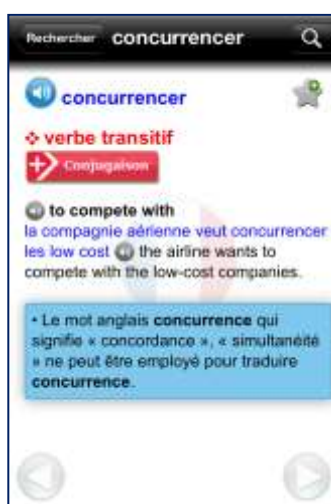 Rechercher concurrencer
concurrencer
❖ verbe transitif
Conjugaison
to compete with
la compagnie aérienne veut concurrencer
les low cost the airline wants to
compete with the low-cost companies.
• Le mot anglais concurrence qui
signifie « concordance », « simultanéité
» ne peut être employé pour traduire
concurrence.